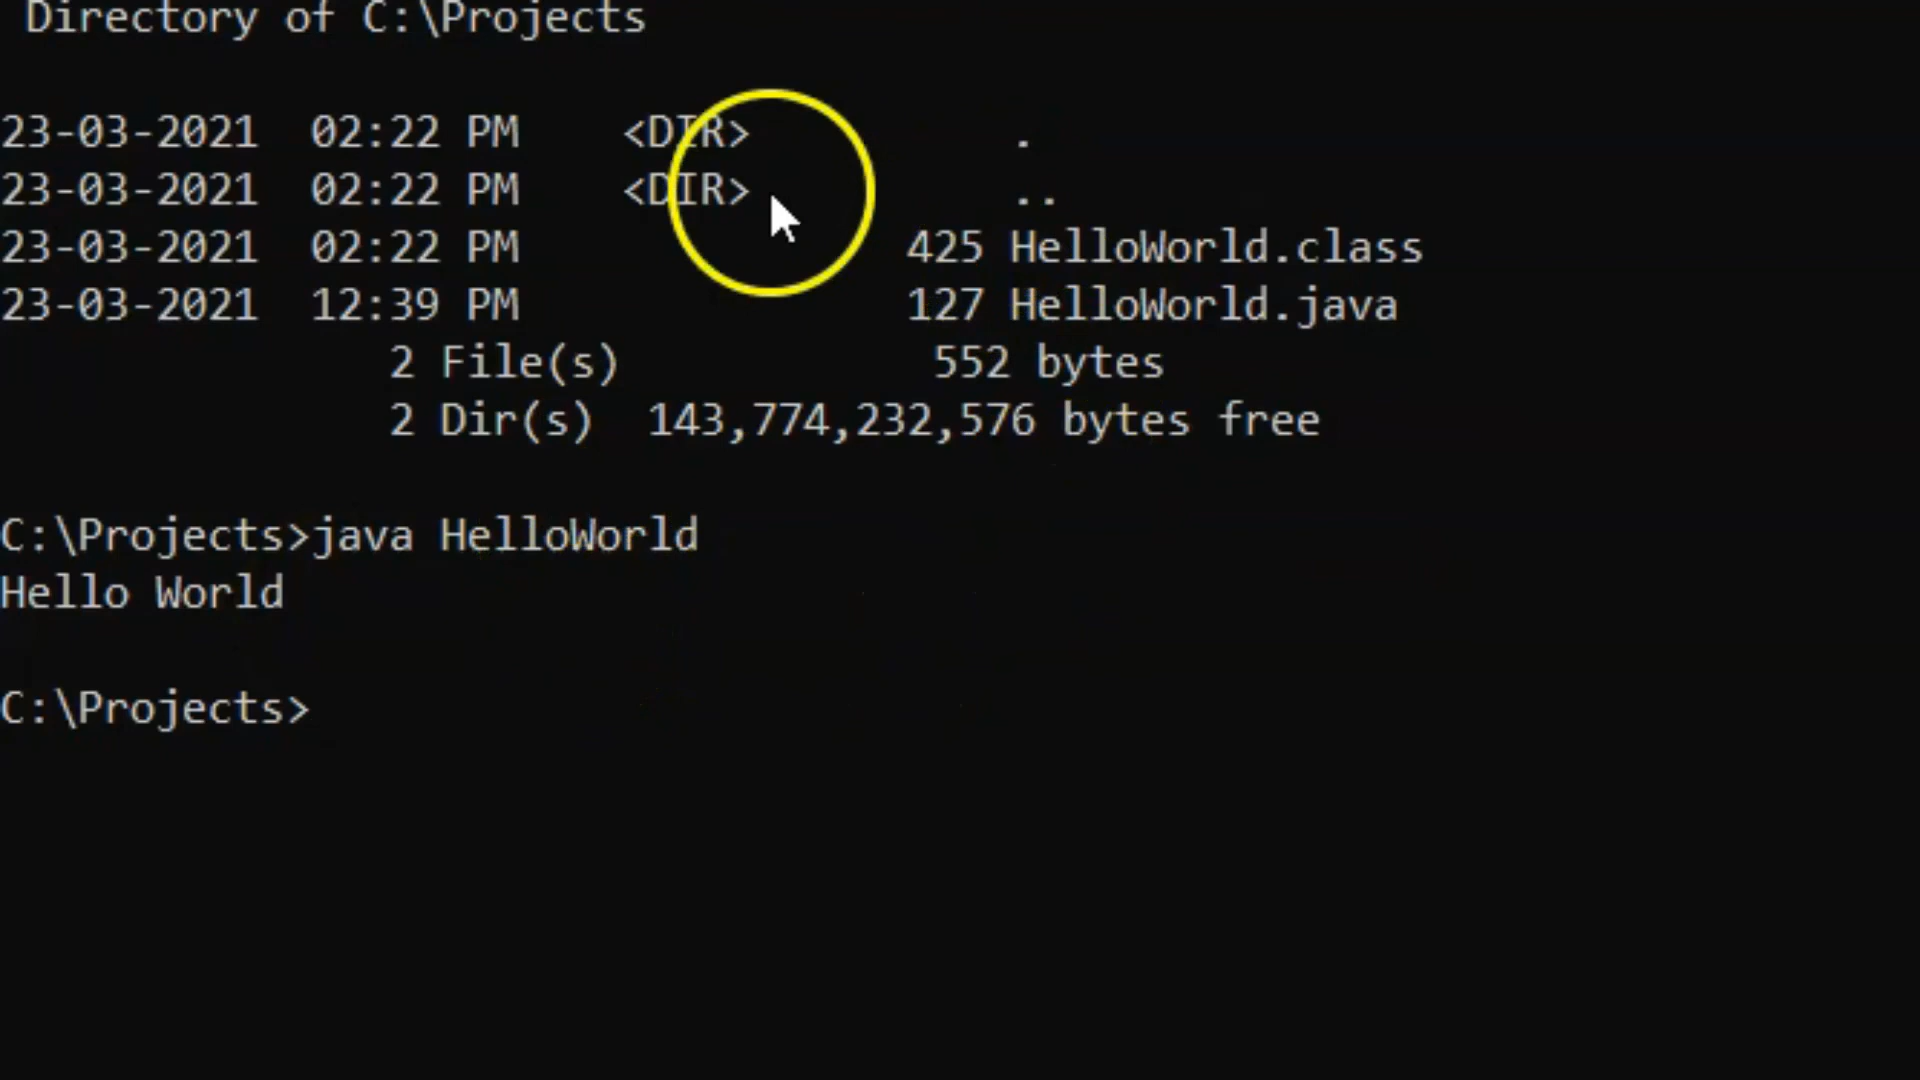 Directory of C:\Projects
23-03-2021  02:22 PM    <DIR>          .
23-03-2021  02:22 PM    <DIR>          ..
23-03-2021  02:22 PM               425 HelloWorld.class
23-03-2021  12:39 PM               127 HelloWorld.java
2 File(s)            552 bytes
2 Dir(s)  143,774,232,576 bytes free
C:\Projects>java HelloWorld
Hello World
C:\Projects>